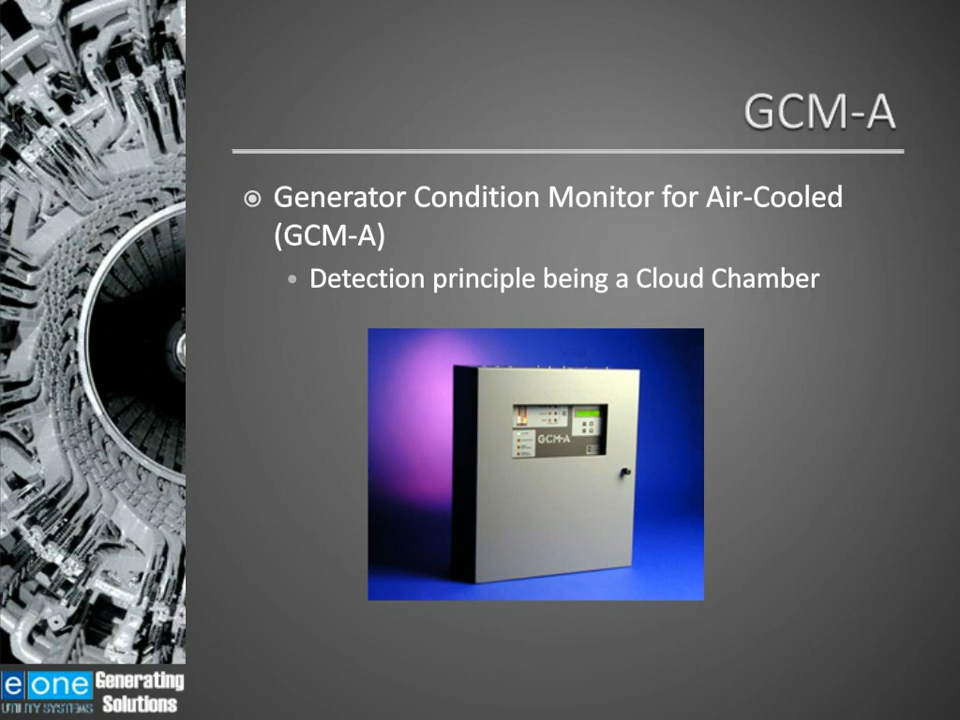 GCM-A
Generator Condition Monitor for Air-Cooled
(GCM-A)
Detection principle being a Cloud Chamber
GCM-A
e one Generating
UTILITY SYSTEMS Solutions